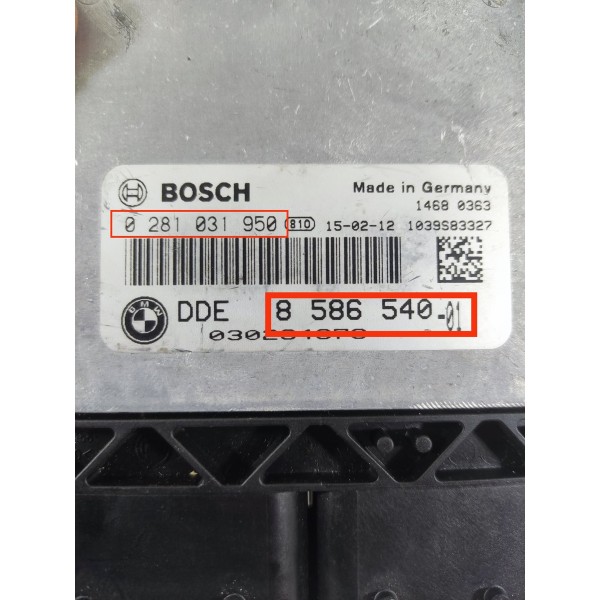 BOSCH Made in Germany
1468 0363
0 281 031 950 810 15-02-12 1039S83327
BMW DDE 8 586 540-01